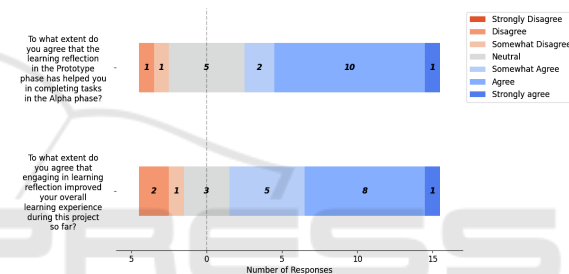 To what extent do
you agree that the
learning reflection
in the Prototype
phase has helped you
in completing tasks
in the Alpha phase?
1 1 5 2 10 1
Strongly Disagree
Disagree
Somewhat Disagree
Neutral
Somewhat Agree
Agree
Strongly agree
To what extent do
you agree that
engaging in learning
reflection improved
your overall
learning experience
during this project
so far?
2 1 3 5 8 1
5 0 5 10 15
Number of Responses
PRESS